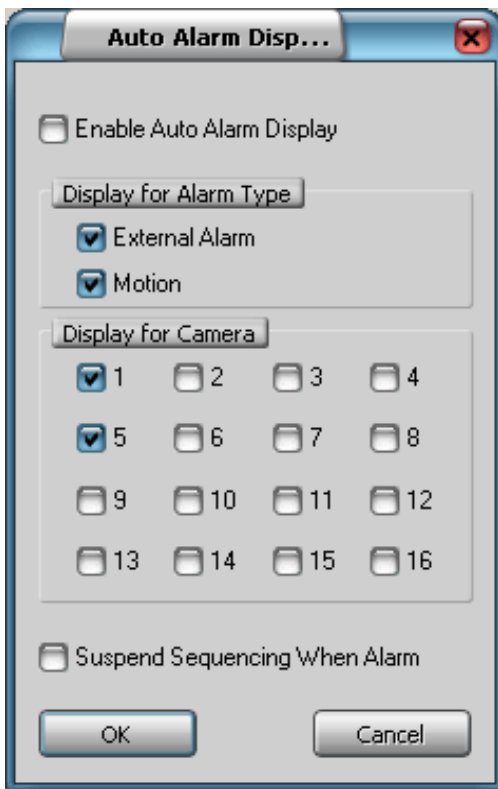 Auto Alarm Disp...
Enable Auto Alarm Display
Display for Alarm Type
External Alarm
Motion
Display for Camera
1 2 3 4
5 6 7 8
9 10 11 12
13 14 15 16
Suspend Sequencing When Alarm
OK Cancel